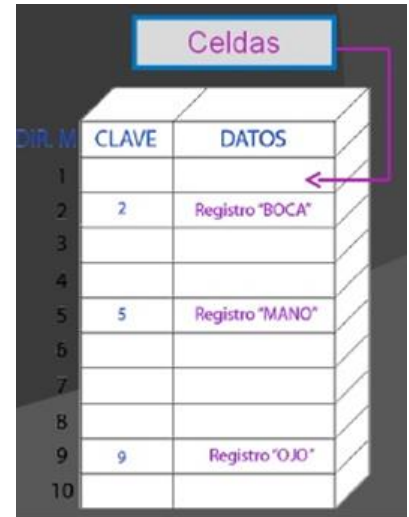 Celdas
DiR. M CLAVE DATOS
1
2 2 Registro "BOCA"
3
4
5 5 Registro "MANO"
6
7
8
9 9 Registro "OJO"
10